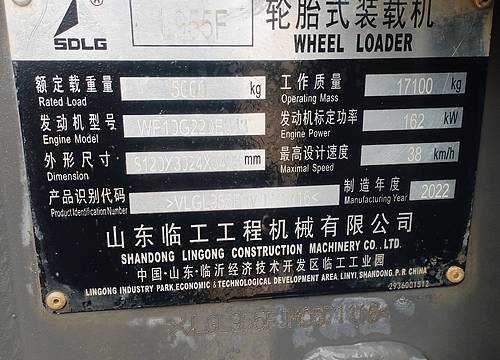 SDLG ® L955F 轮胎式装载机
WHEEL LOADER
额定载重量 5000 kg 工作质量 17100 kg
Rated Load Operating Mass
发动机型号 发动机标定功率 162 kW
Engine Model Engine Power
外形尺寸 mm 最高设计速度 38 km/h
Dimension Maximal Speed
产品识别代码 制造年度 2022
Product Identification Number Manufacturing Year
山东临工工程机械有限公司
SHANDONG LINGONG CONSTRUCTION MACHINERY CO., LTD.
中国·山东·临沂经济技术开发区临工工业园
LINGONG INDUSTRY PARK,ECONOMIC & TECHNOLOGICAL DEVELOPMENT AREA, LINYI, SHANDONG, P.R. CHINA
2936001513